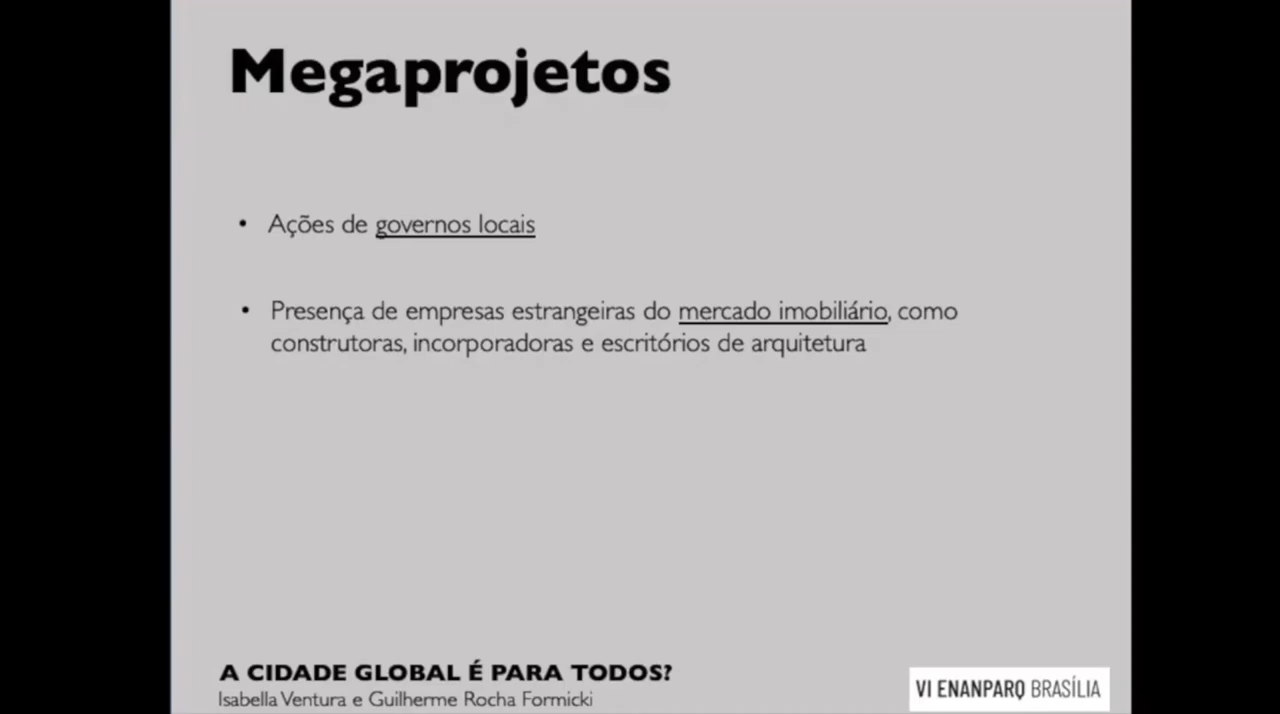 Megaprojetos
• Ações de governos locais
• Presença de empresas estrangeiras do mercado imobiliário, como
construtoras, incorporadoras e escritórios de arquitetura
A CIDADE GLOBAL É PARA TODOS?
Isabella Ventura e Guilherme Rocha Formicki
VI ENANPARQ BRASÍLIA